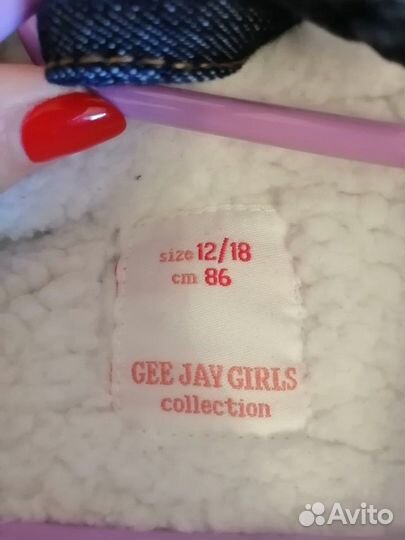 size 12/18
cm 86
GEE JAY GIRLS
collection
Avito